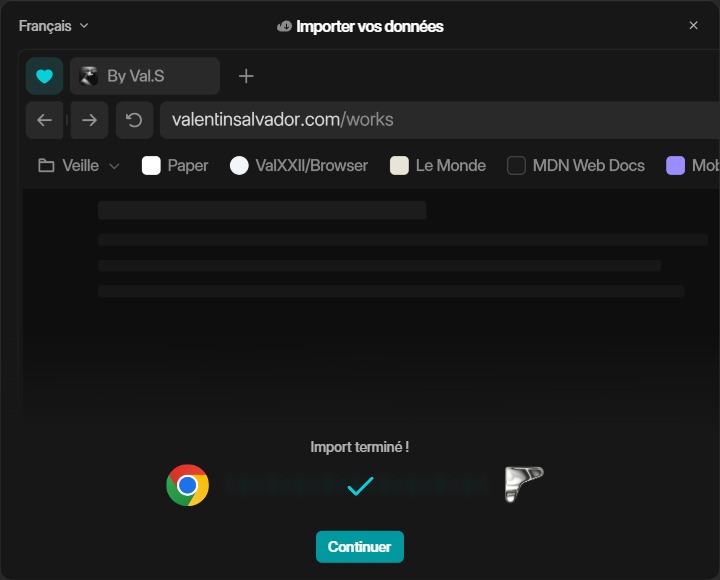 Français
Importer vos données
By Val.S
valentinsalvador.com/works
Veille
Paper
ValXXII/Browser
Le Monde
MDN Web Docs
Mob
Import terminé !
Continuer